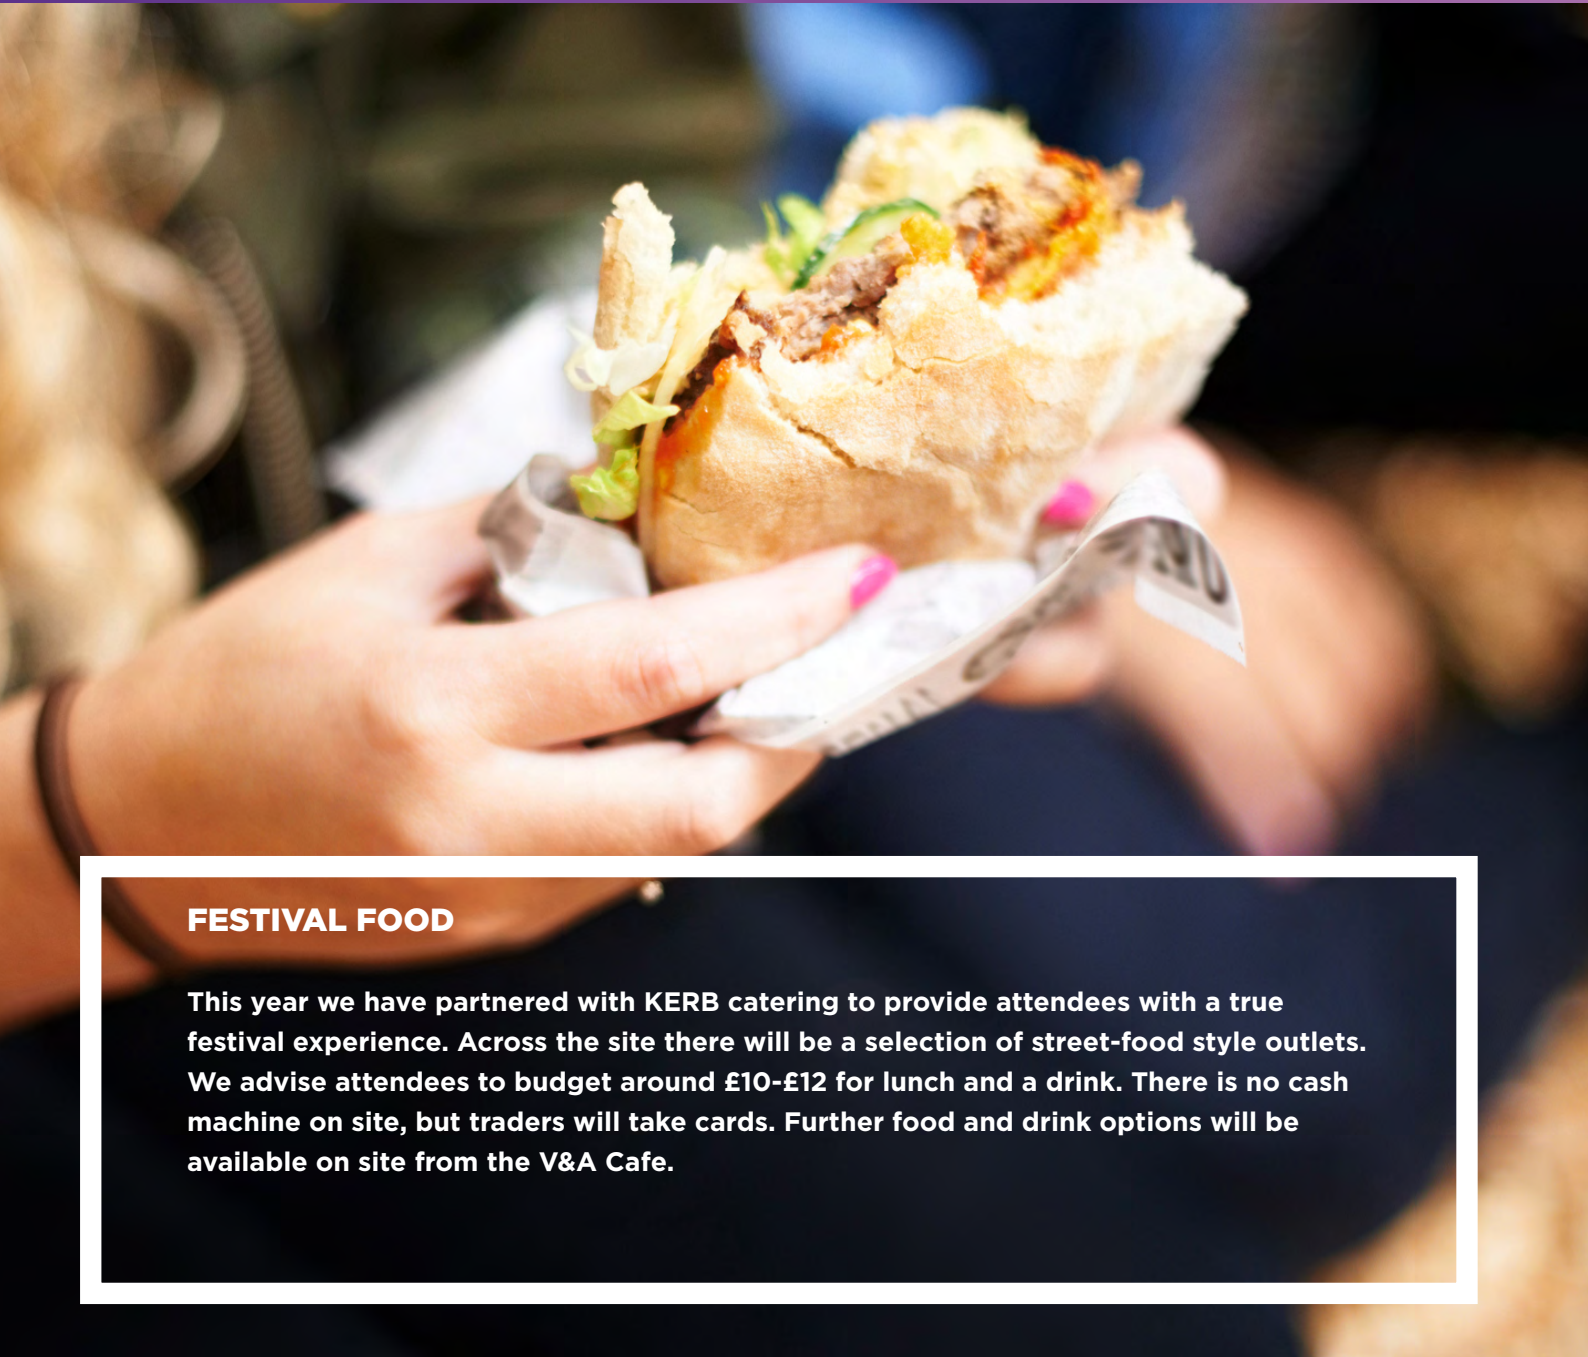 FESTIVAL FOOD
This year we have partnered with KERB catering to provide attendees with a true
festival experience. Across the site there will be a selection of street-food style outlets.
We advise attendees to budget around £10-£12 for lunch and a drink. There is no cash
machine on site, but traders will take cards. Further food and drink options will be
available on site from the V&A Cafe.